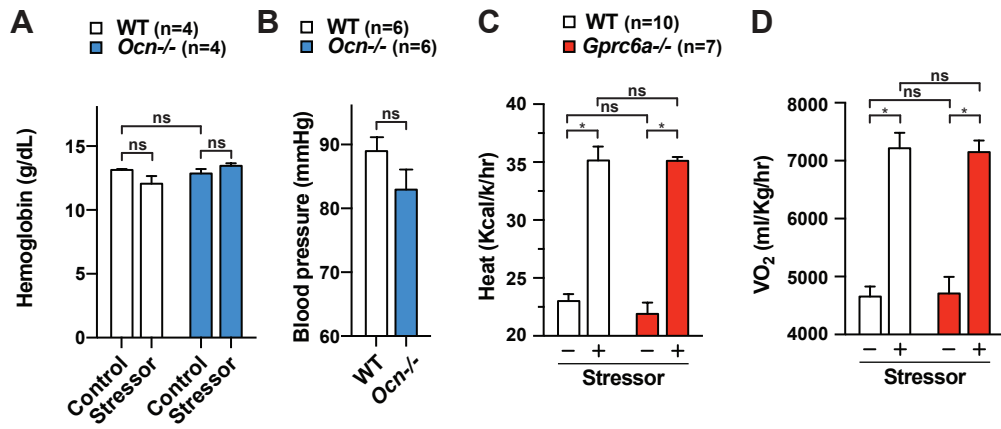 A
WT (n=4)
Ocn-/- (n=4)
Hemoglobin (g/dL)
15
10
5
0
ns
ns
ns
Control
Stressor
Control
Stressor
B
WT (n=6)
Ocn-/- (n=6)
Blood pressure (mmHg)
90
80
70
60
ns
WT
Ocn-/-
C
WT (n=10)
Gprc6a-/- (n=7)
Heat (Kcal/k/hr)
40
35
30
25
20
ns
ns
*
*
− + − +
Stressor
D
VO2 (ml/Kg/hr)
8000
7000
6000
5000
4000
ns
ns
*
*
− + − +
Stressor